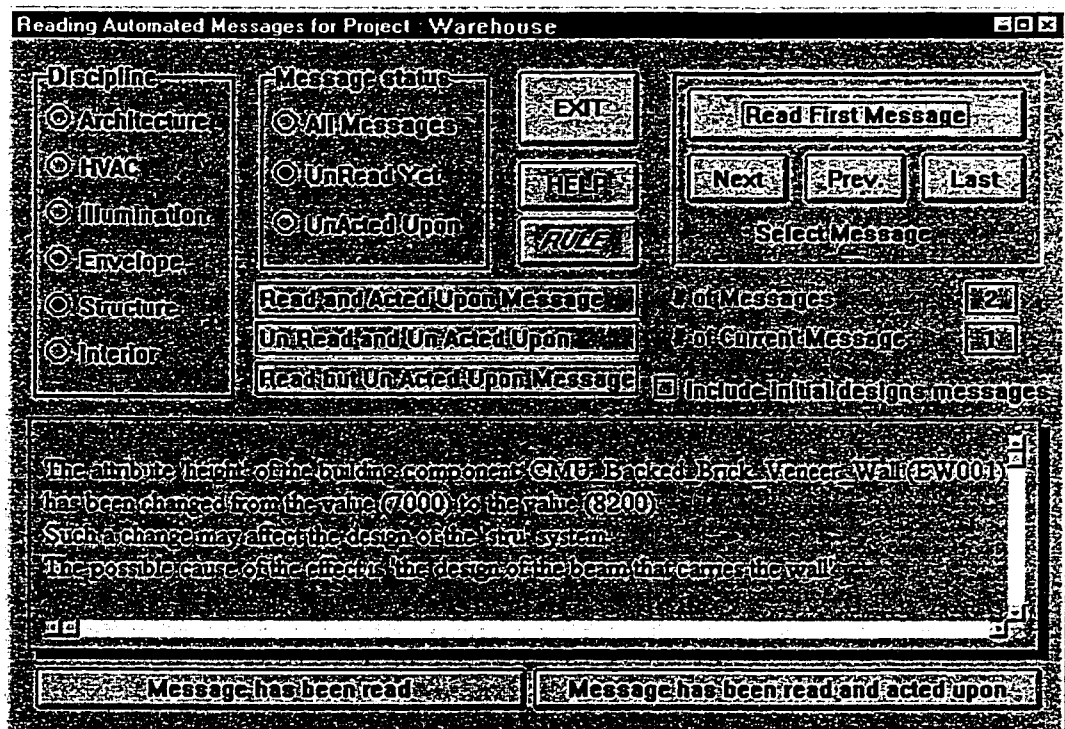 Reading Automated Messages for Project : Warehouse
Discipline
Architecture
HVAC
Illumination
Envelope
Structure
Interior
Message status
All Messages
UnRead Yet
UnActed Upon
EXIT
HELP
RULE
Read First Message
Next
Prev.
Last
Select Message
Read and Acted Upon Message
Un Read and Un Acted Upon
Read but Un Acted Upon Message
# of Messages 2
# of Current Message 1
Include initial designs messages
The attribute 'height' of the building component: CMU_Backed_Brick_Veneer_Wall (EW001)
has been changed from the value (7000) to the value (8200)
Such a change may affect the design of the 'stru' system.
The possible cause of the effect is 'the design of the beam that carries the wall'
Message has been read
Message has been read and acted upon